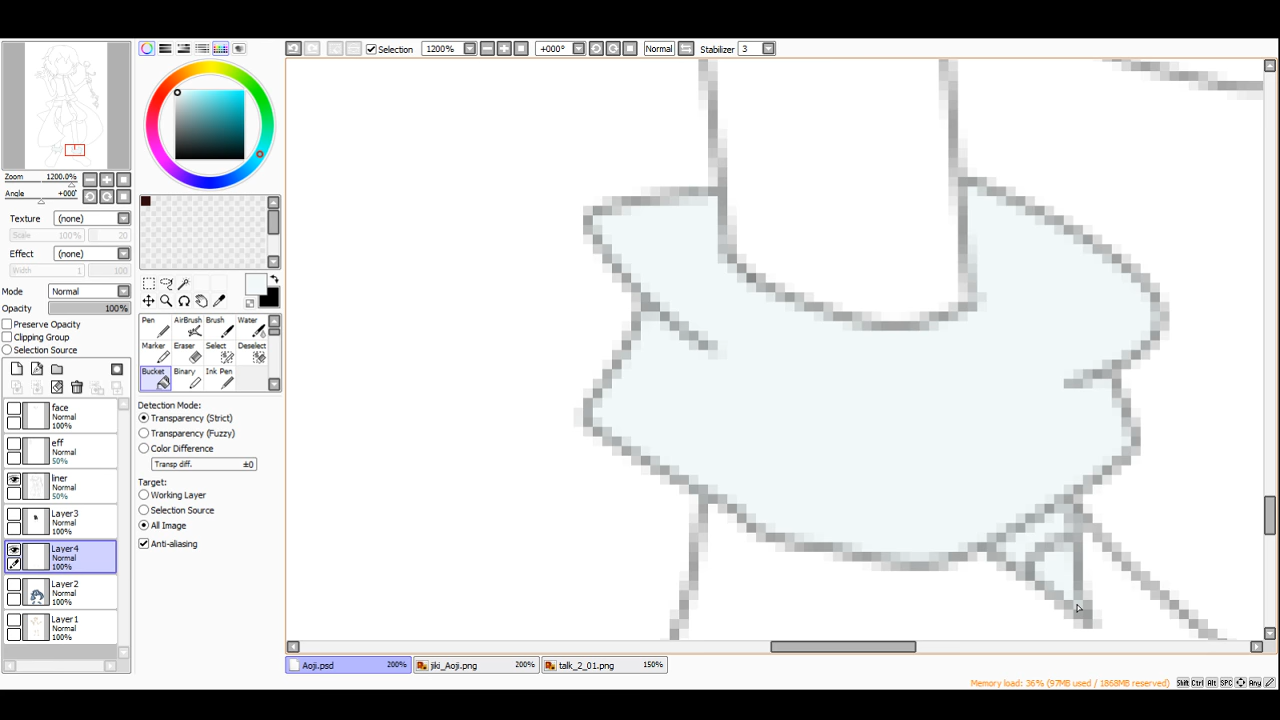 Selection 1200% +000° Normal Stabilizer 3
Zoom 1200.0%
Angle +000°
Texture (none)
Scale 100% 20
Effect (none)
Width 1 100
Mode Normal
Opacity 100%
Preserve Opacity
Clipping Group
Selection Source
face
Normal
100%
eff
Normal
50%
liner
Normal
50%
Layer3
Normal
100%
Layer4
Normal
100%
Layer2
Normal
100%
Layer1
Normal
100%
Pen AirBrush Brush Water
Marker Eraser Select Deselect
Bucket Binary Ink Pen
Detection Mode:
Transparency (Strict)
Transparency (Fuzzy)
Color Difference
Transp diff. ±0
Target:
Working Layer
Selection Source
All Image
Anti-aliasing
Aoji.psd 200% jiki_Aoji.png 200% talk_2_01.png 150%
Memory load: 36% (97MB used / 1868MB reserved) Shift Ctrl Alt SPC Any